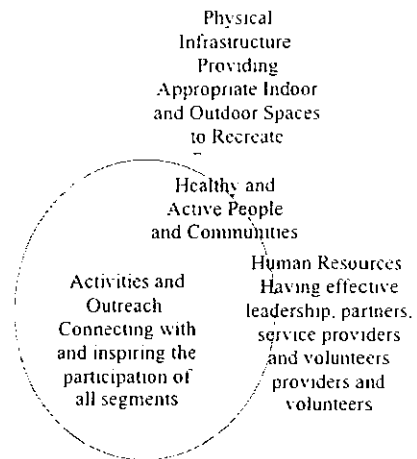 Physical
Infrastructure
Providing
Appropriate Indoor
and Outdoor Spaces
to Recreate
Healthy and
Active People
and Communities
Activities and
Outreach
Connecting with
and inspiring the
participation of
all segments
Human Resources
Having effective
leadership, partners,
service providers
and volunteers
providers and
volunteers